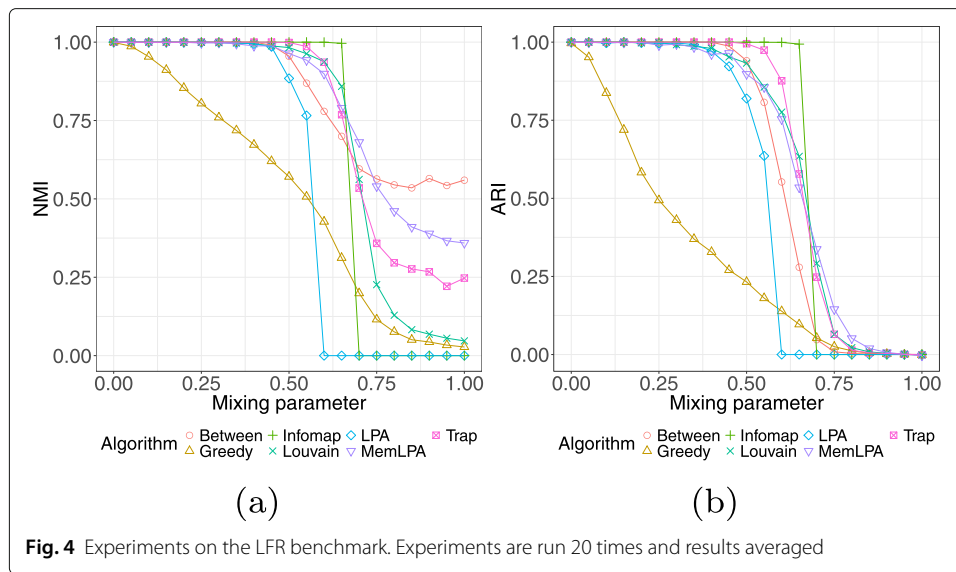 1.00
0.75
0.50
0.25
0.00
NMI
0.00 0.25 0.50 0.75 1.00
Mixing parameter
Algorithm Between Infomap LPA Trap
Greedy Louvain MemLPA
(a)
1.00
0.75
0.50
0.25
0.00
ARI
0.00 0.25 0.50 0.75 1.00
Mixing parameter
Algorithm Between Infomap LPA Trap
Greedy Louvain MemLPA
(b)
Fig. 4 Experiments on the LFR benchmark. Experiments are run 20 times and results averaged